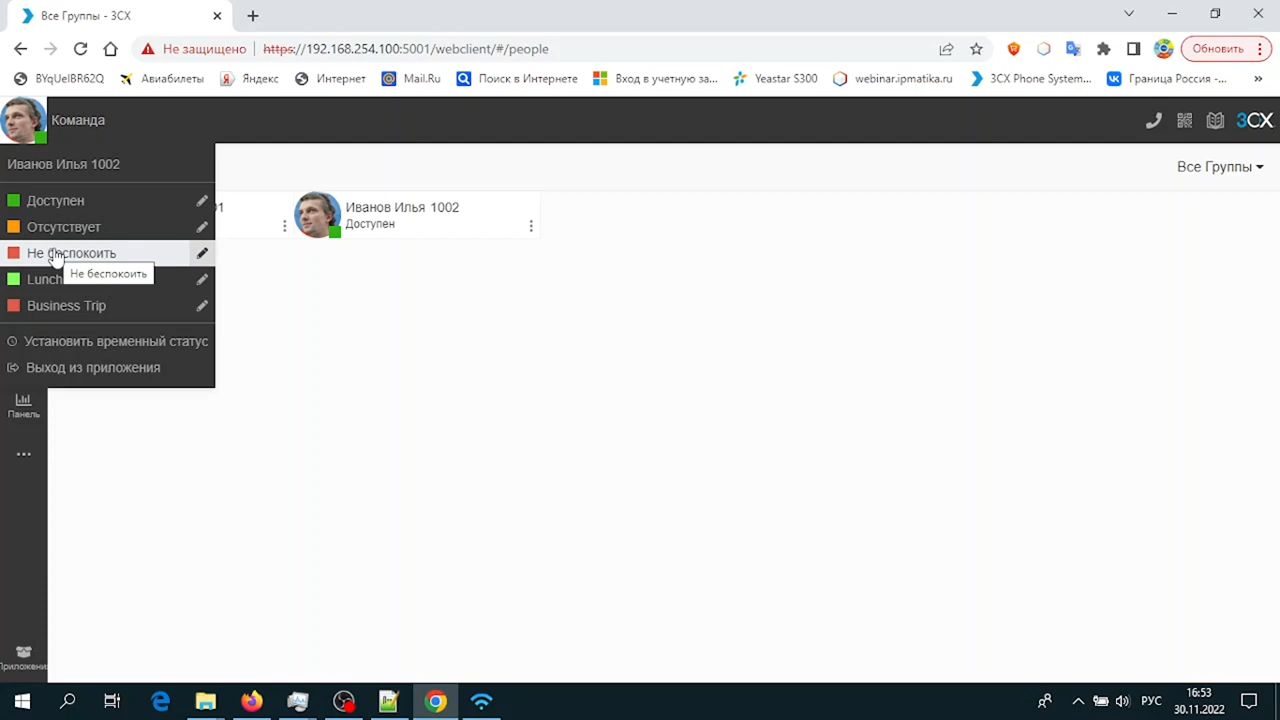 Все Группы - 3CX
Не защищено
https://192.168.254.100:5001/webclient/#/people
Обновить
BYqUelBR62Q
Авиабилеты
Яндекс
Интернет
Mail.Ru
Поиск в Интернете
Вход в учетную за...
Yeastar S300
webinar.ipmatika.ru
3CX Phone System...
Граница Россия -...
»
Команда
3CX
Иванов Илья 1002
Все Группы
Доступен
01
Иванов Илья 1002
Доступен
Отсутствует
Не беспокоить
Не беспокоить
Lunch
Business Trip
Установить временный статус
Выход из приложения
Панель
Приложени
РУС
16:53
30.11.2022